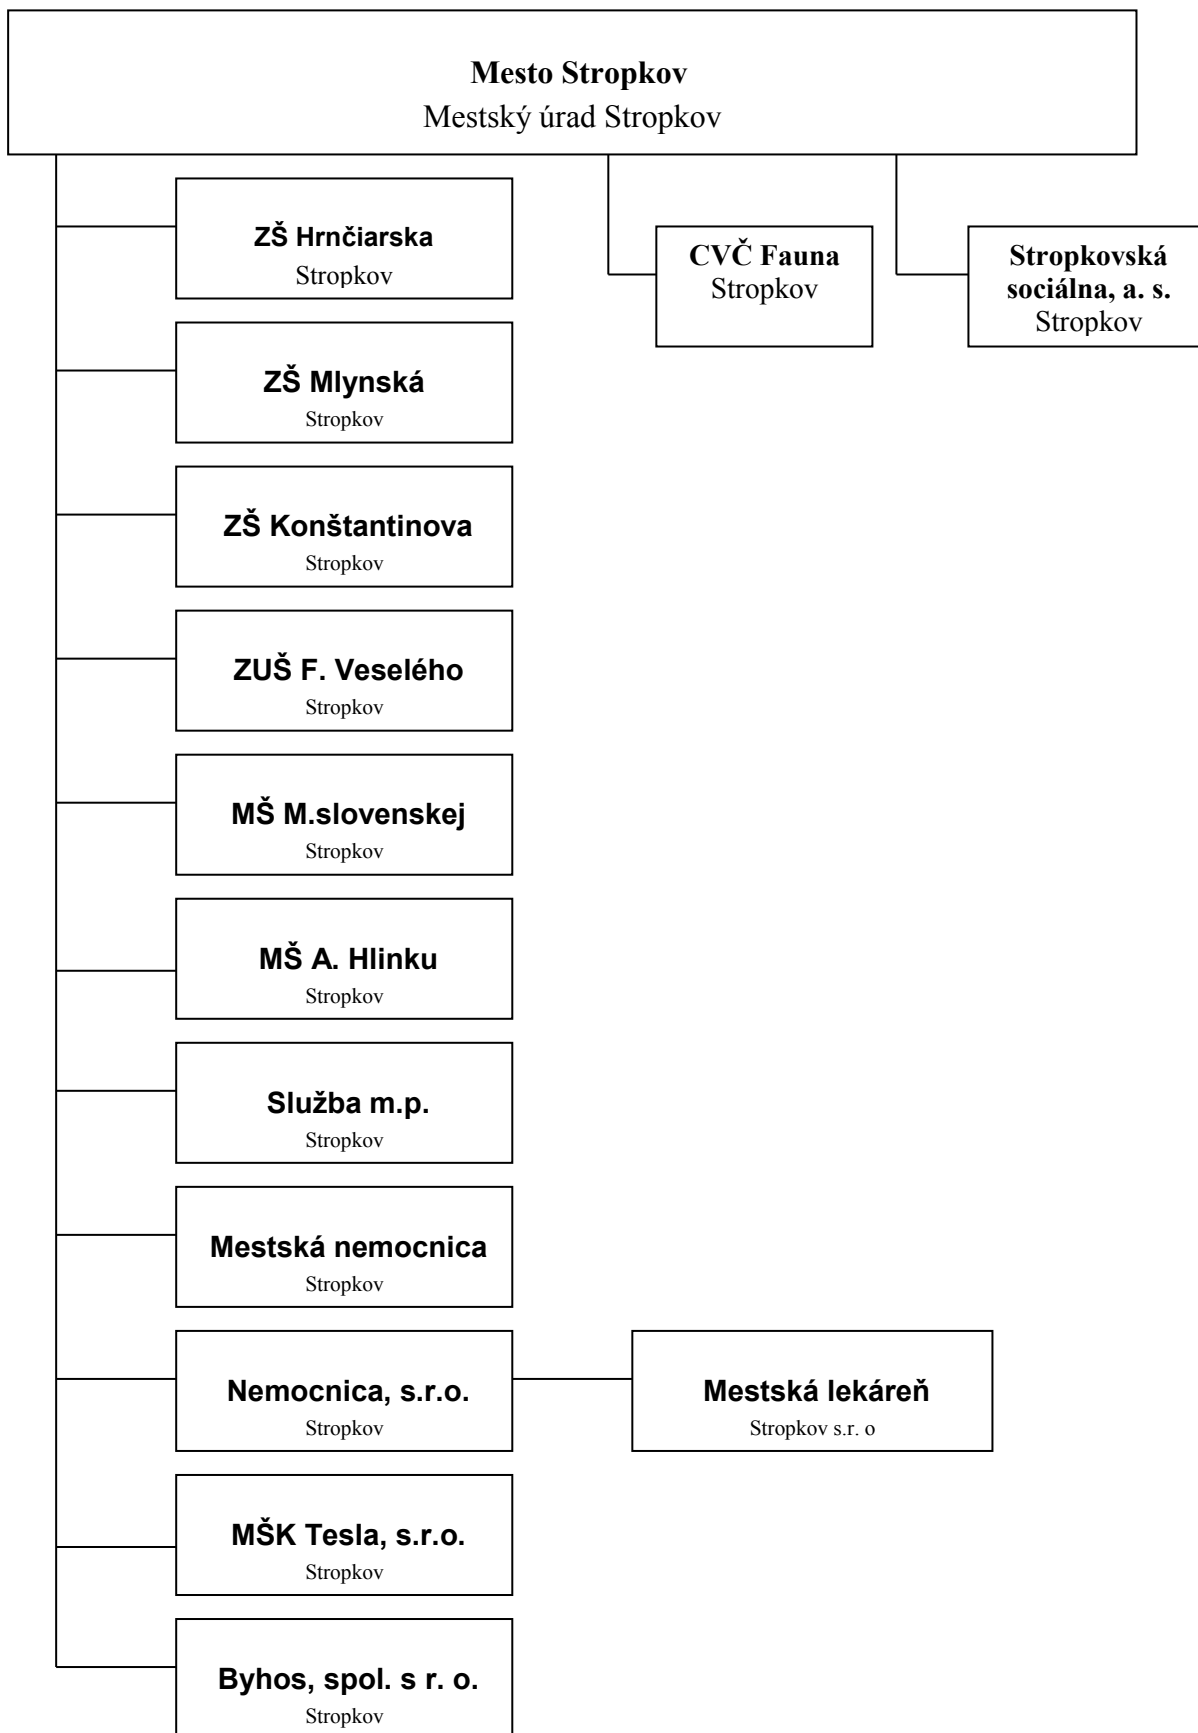 Mesto Stropkov
Mestský úrad Stropkov
ZŠ Hrnčiarska
Stropkov
CVČ Fauna
Stropkov
Stropkovská
sociálna, a. s.
Stropkov
ZŠ Mlynská
Stropkov
ZŠ Konštantinova
Stropkov
ZUŠ F. Veselého
Stropkov
MŠ M.slovenskej
Stropkov
MŠ A. Hlinku
Stropkov
Služba m.p.
Stropkov
Mestská nemocnica
Stropkov
Nemocnica, s.r.o.
Stropkov
Mestská lekáreň
Stropkov s.r. o
MŠK Tesla, s.r.o.
Stropkov
Byhos, spol. s r. o.
Stropkov